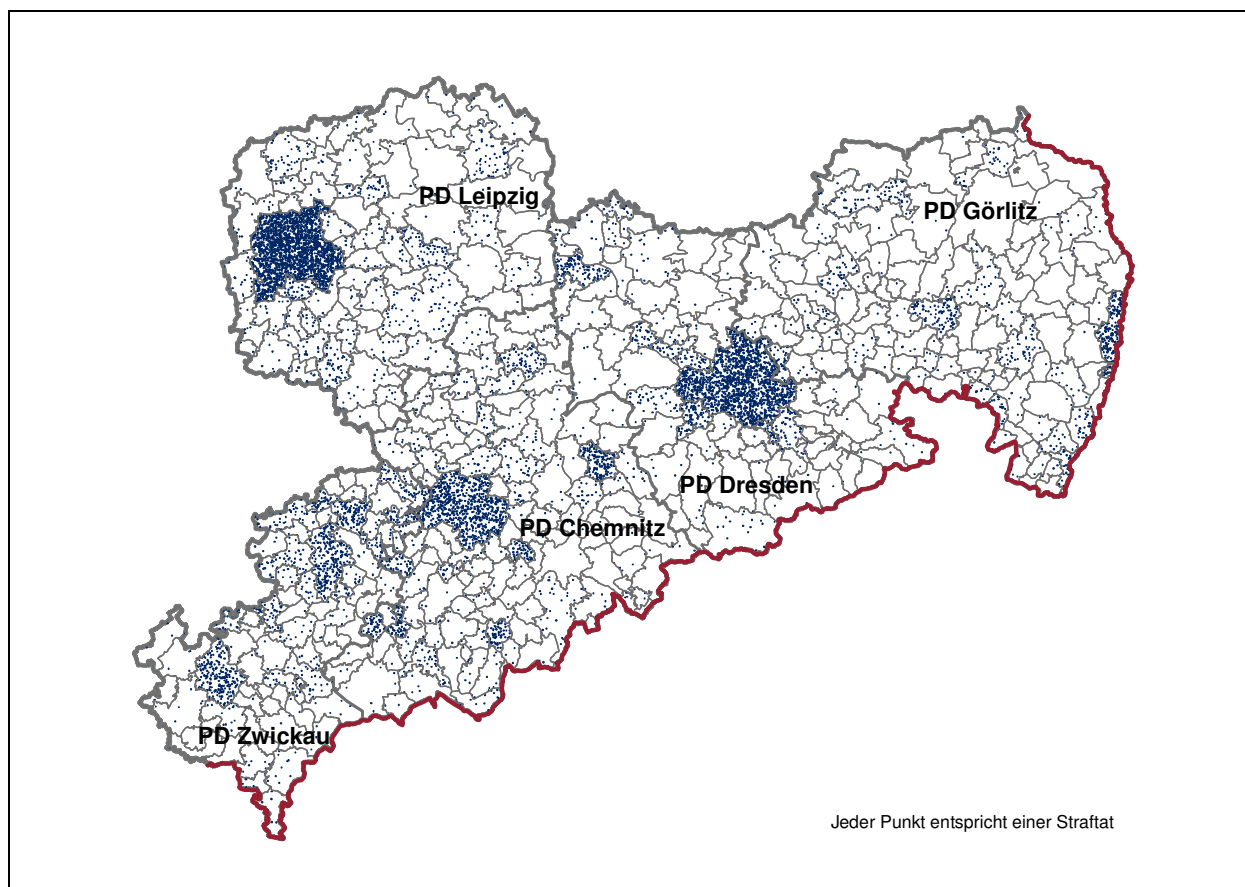 PD Leipzig
PD Görlitz
PD Dresden
PD Chemnitz
PD Zwickau
Jeder Punkt entspricht einer Straftat